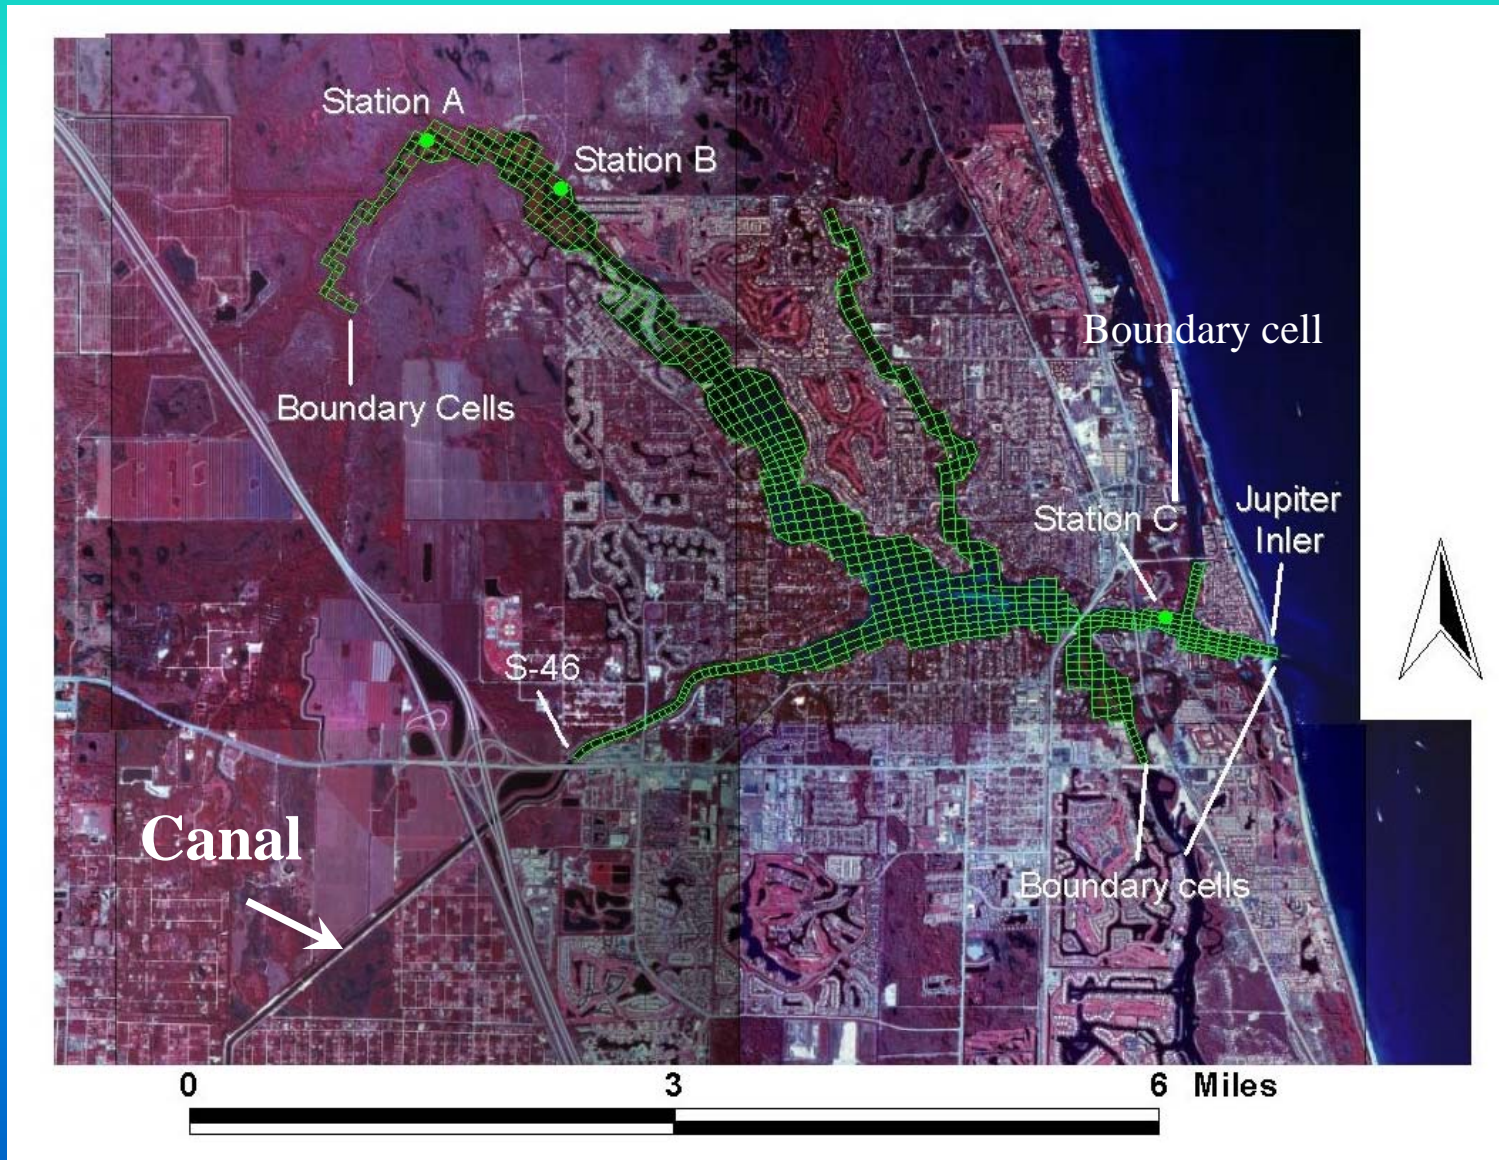 Station A
Station B
Boundary cell
Boundary Cells
Jupiter
Inler
Station C
S-46
Canal
Boundary cells
0 3 6 Miles